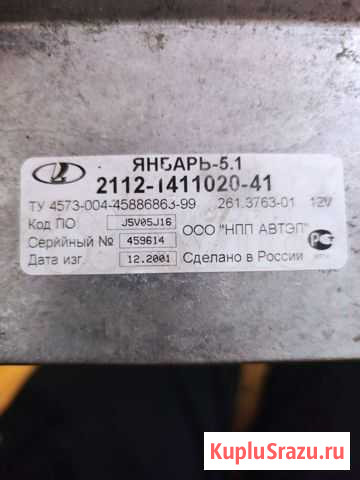 ЯНВАРЬ-5.1
2112-1411020-41
ТУ 4573-004-45886863-99 261.3763-01 12V
Код ПО J5V05J16 ООО "НПП АВТЭЛ"
Серийный № 459614
Дата изг. 12.2001 Сделано в России
KupluSrazu.ru